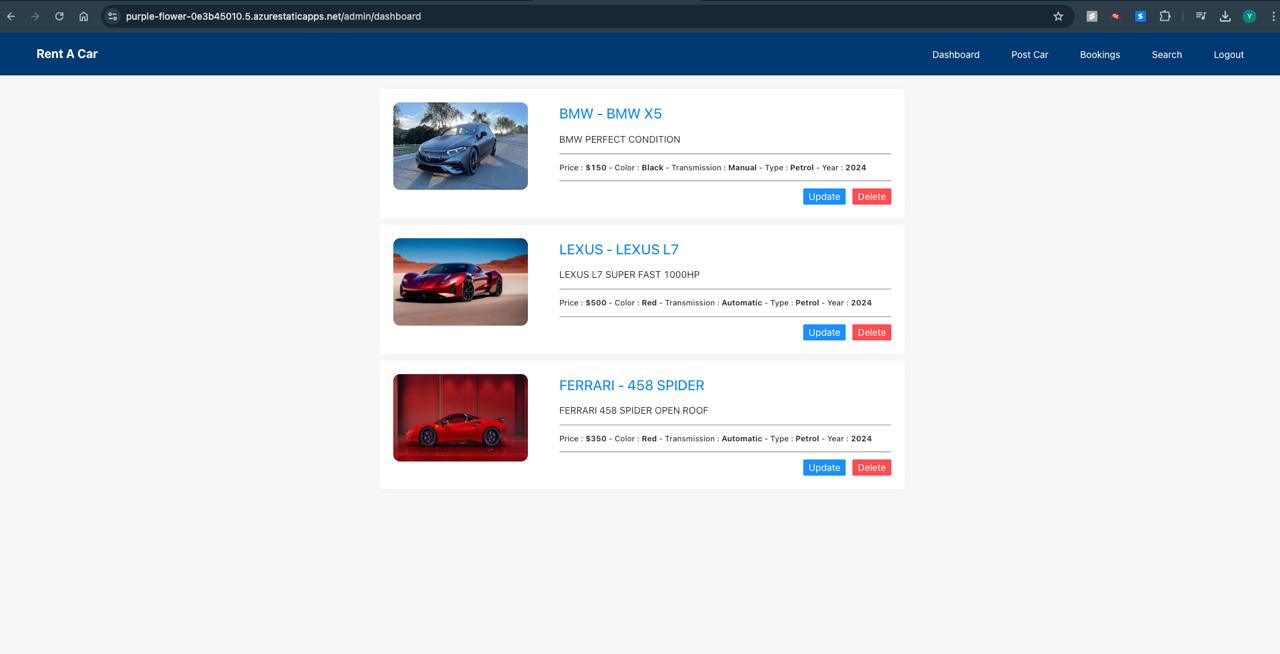 purple-flower-0e3b45010.5.azurestaticapps.net/admin/dashboard
Y
Rent A Car
Dashboard Post Car Bookings Search Logout
BMW - BMW X5
BMW PERFECT CONDITION
Price : $150 - Color : Black - Transmission : Manual - Type : Petrol - Year : 2024
Update Delete
LEXUS - LEXUS L7
LEXUS L7 SUPER FAST 1000HP
Price : $500 - Color : Red - Transmission : Automatic - Type : Petrol - Year : 2024
Update Delete
FERRARI - 458 SPIDER
FERRARI 458 SPIDER OPEN ROOF
Price : $350 - Color : Red - Transmission : Automatic - Type : Petrol - Year : 2024
Update Delete